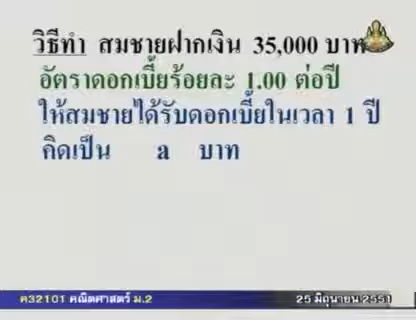 วิธีทำ สมชายฝากเงิน 35,000 บาท
อัตราดอกเบี้ยร้อยละ 1.00 ต่อปี
ให้สมชายได้รับดอกเบี้ยในเวลา 1 ปี
คิดเป็น a บาท
ค32101 คณิตศาสตร์ ม.2 25 มิถุนายน 2551